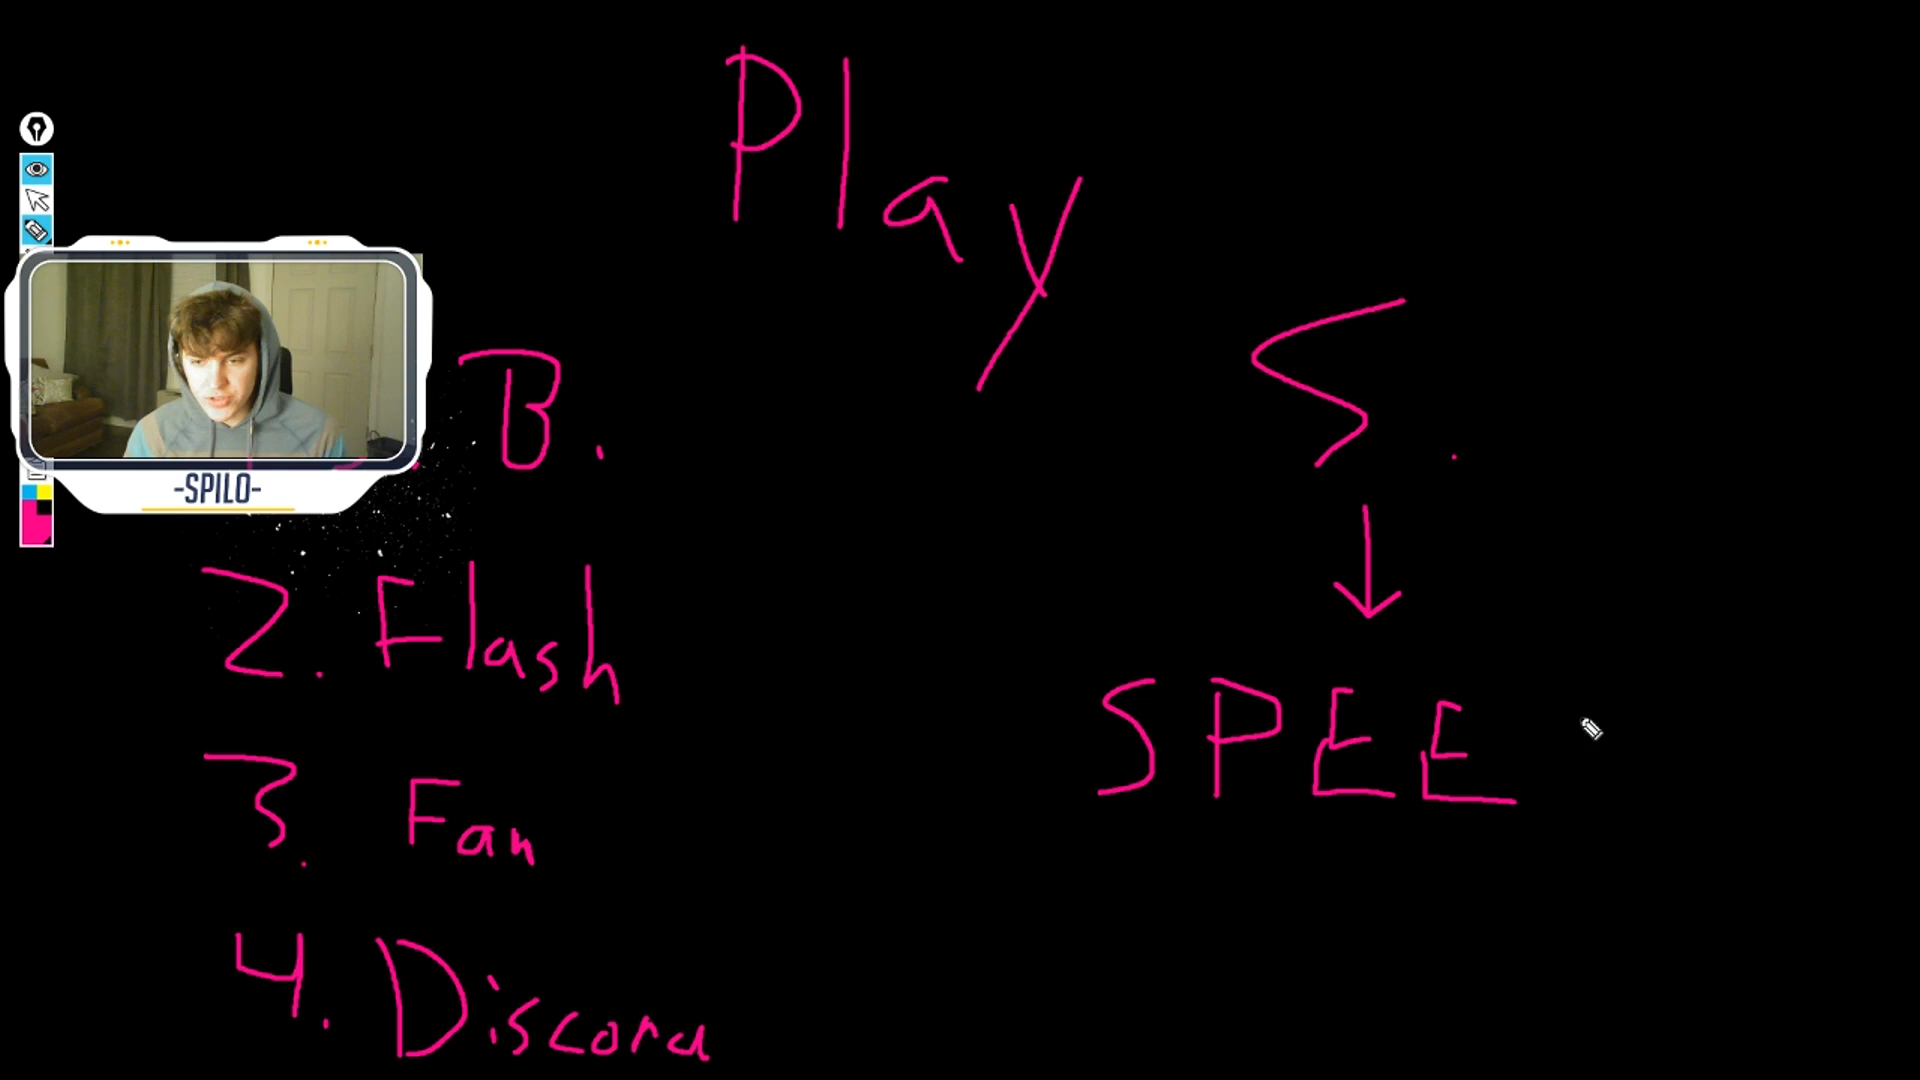 Play
S.
B.
-SPILO-
2. Flash
SPEE
3. Fan
4. Discord